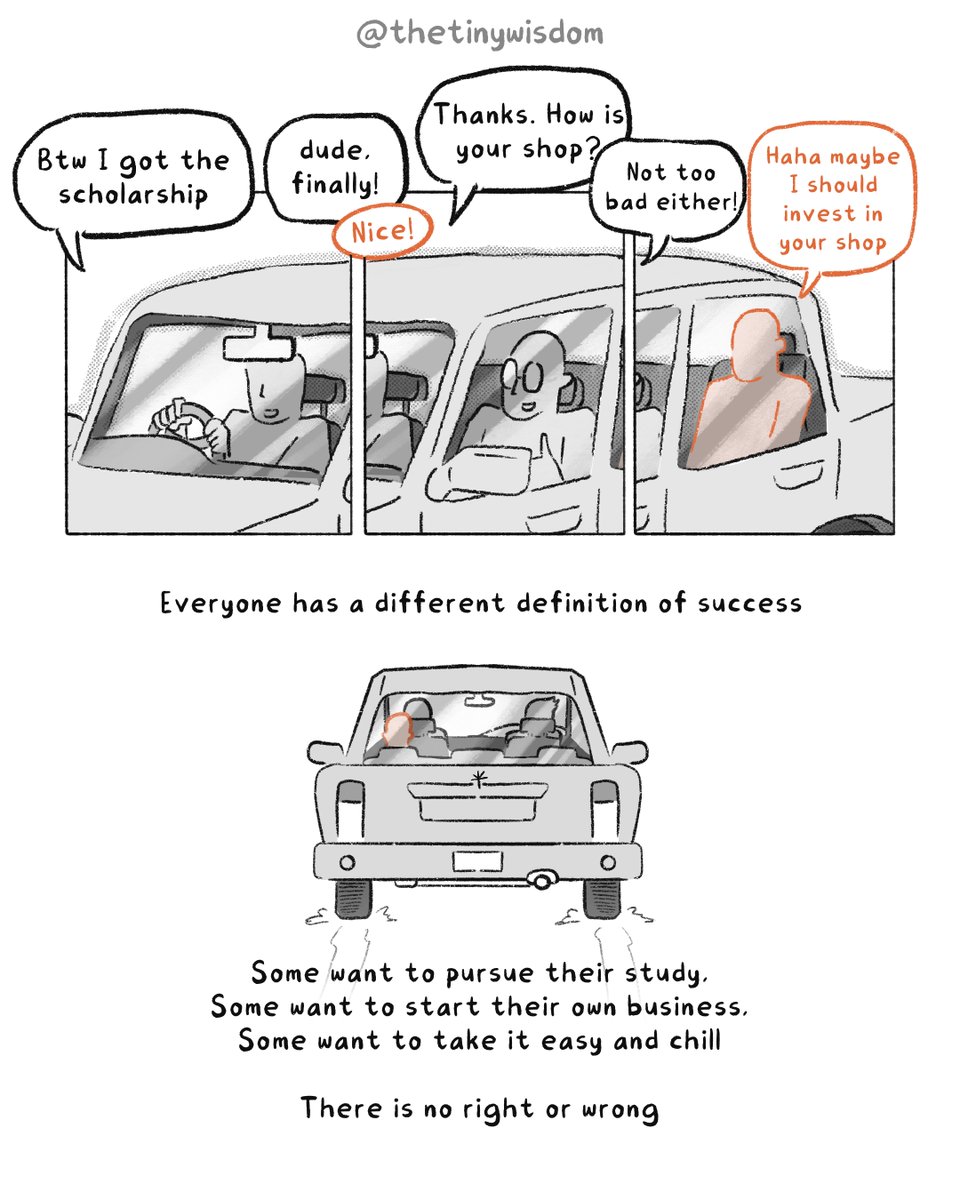 @thetinywisdom
Btw I got the
scholarship
dude,
finally!
Nice!
Thanks. How is
your shop?
Not too
bad either!
Haha maybe
I should
invest in
your shop
Everyone has a different definition of success
Some want to pursue their study,
Some want to start their own business,
Some want to take it easy and chill
There is no right or wrong